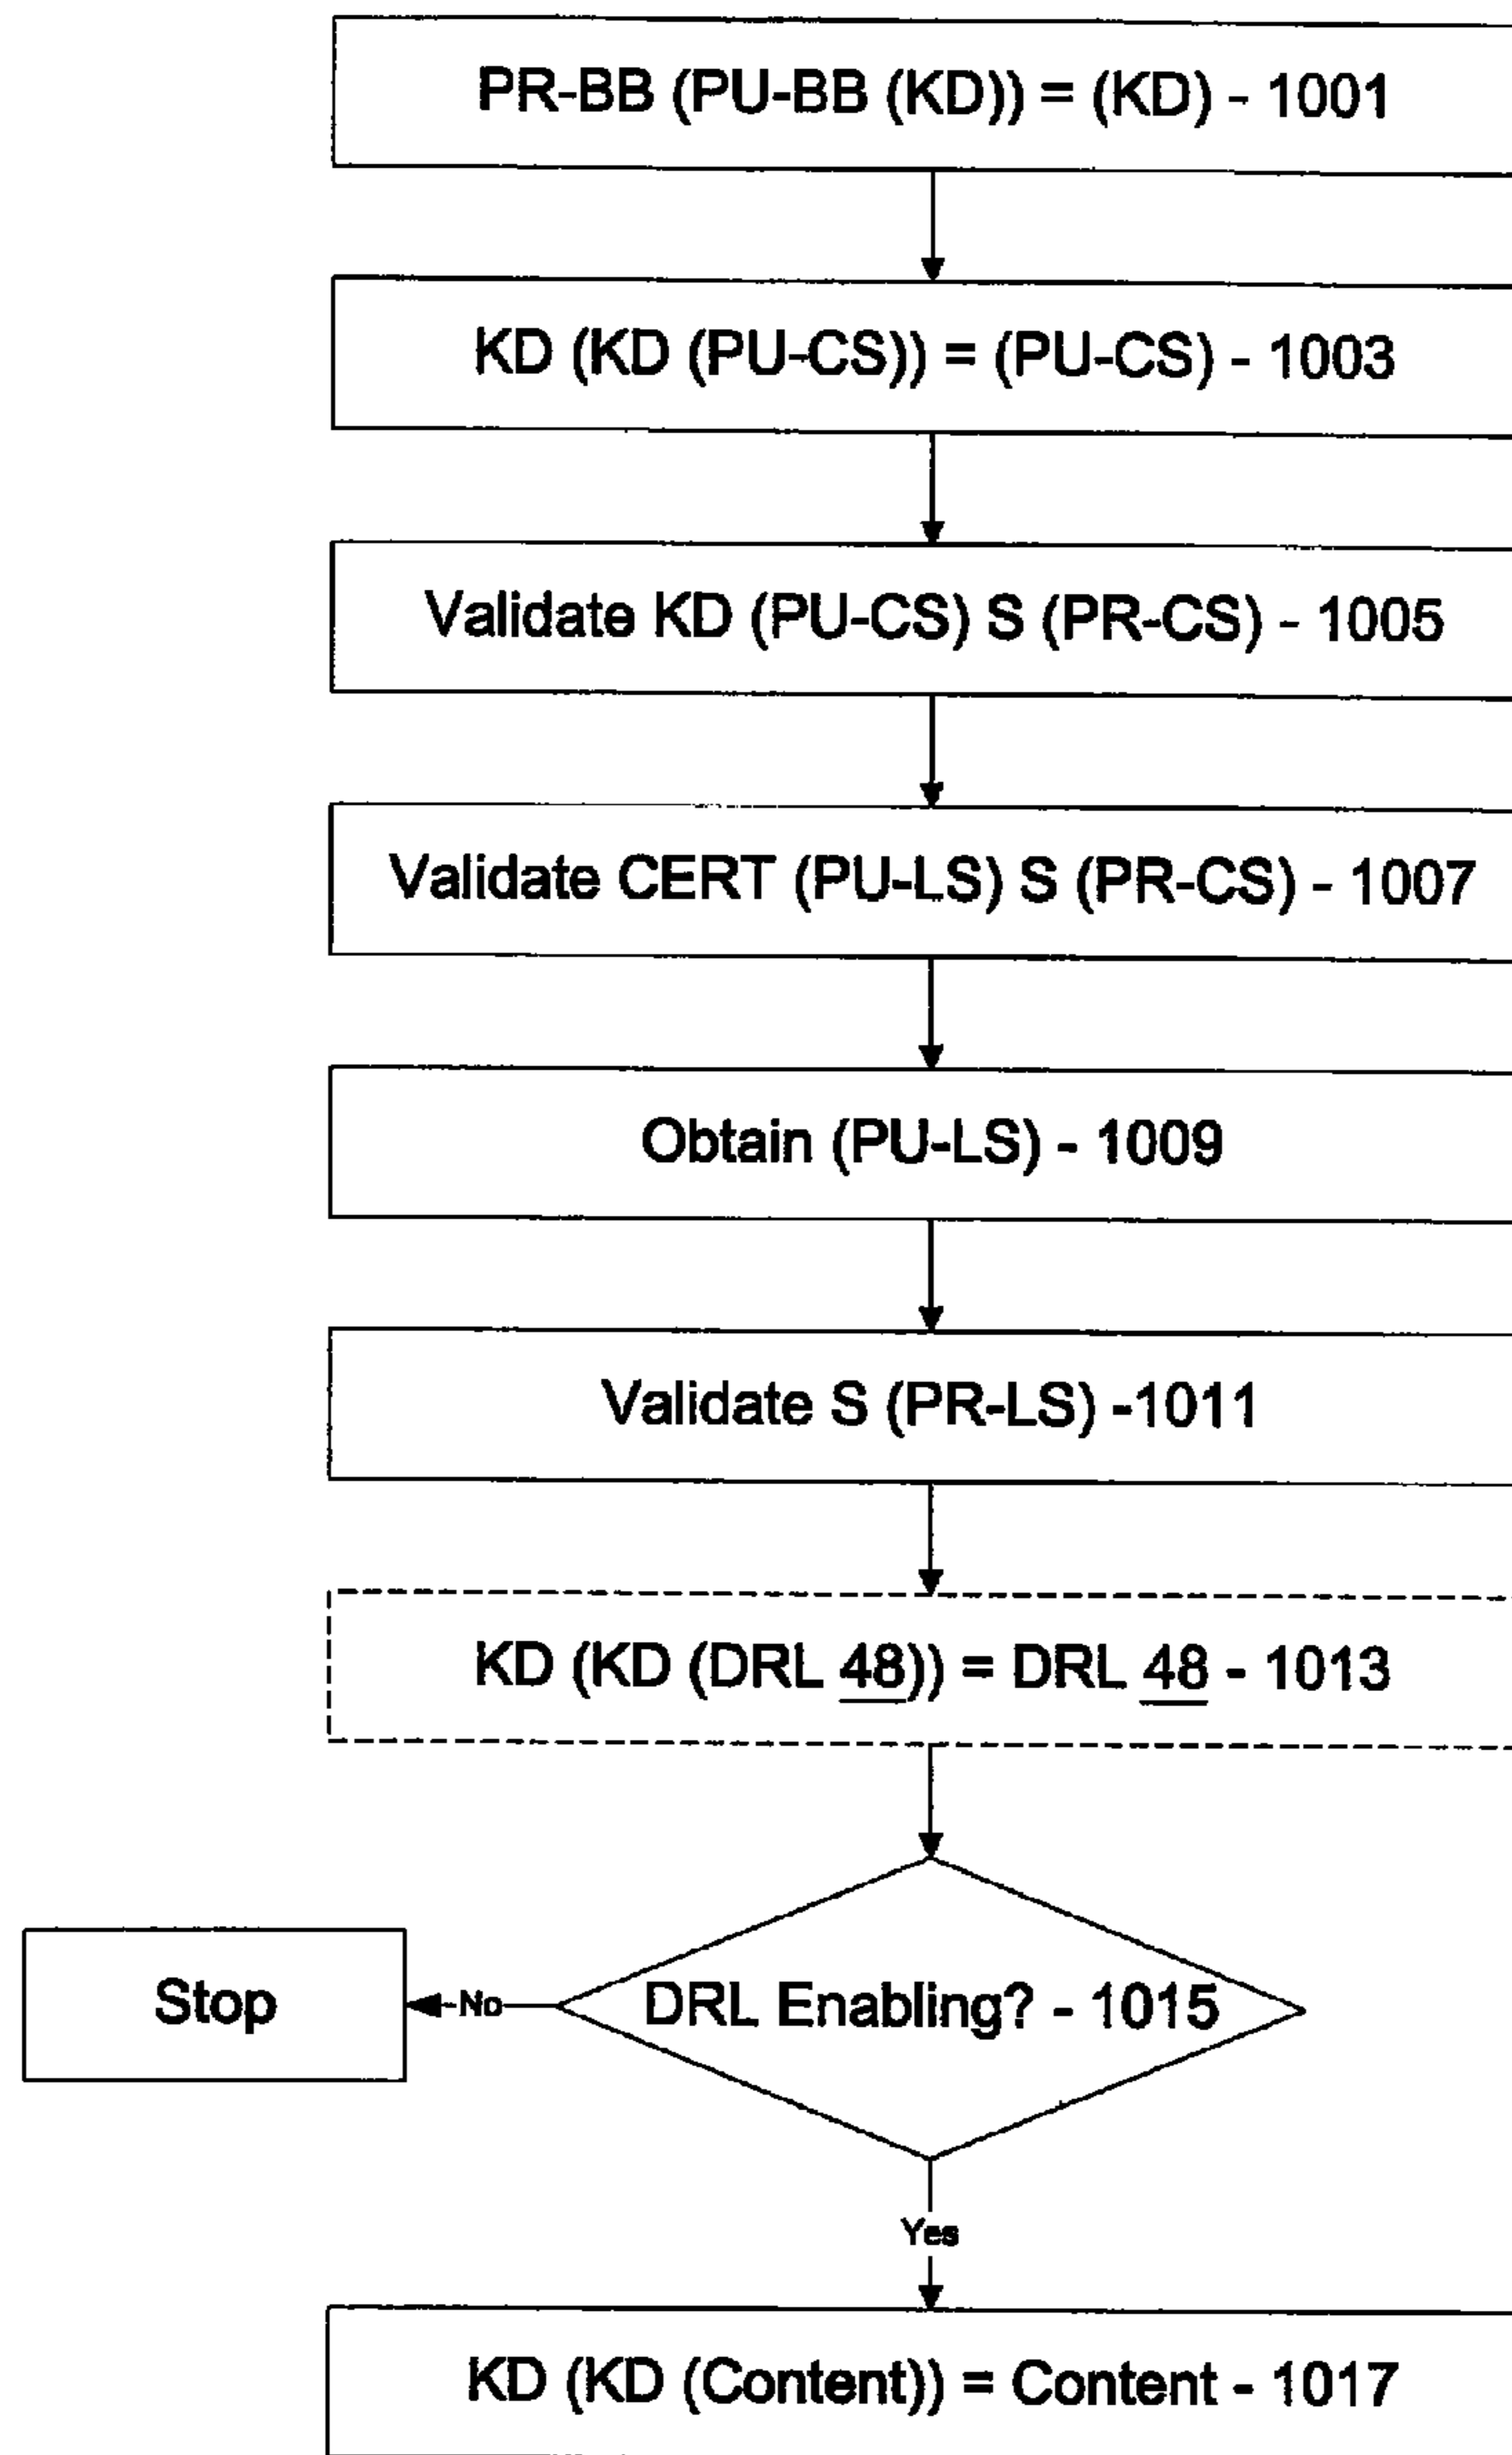 PR-BB (PU-BB (KD)) = (KD) - 1001
KD (KD (PU-CS)) = (PU-CS) - 1003
Validate KD (PU-CS) S (PR-CS) - 1005
Validate CERT (PU-LS) S (PR-CS) - 1007
Obtain (PU-LS) - 1009
Validate S (PR-LS) -1011
KD (KD (DRL 48)) = DRL 48 - 1013
Stop
No
DRL Enabling? - 1015
Yes
KD (KD (Content)) = Content - 1017